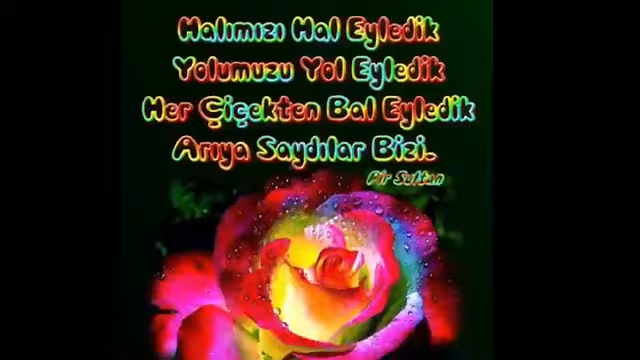 Halımızı Hal Eyledik
Yolumuzu Yol Eyledik
Her Çiçekten Bal Eyledik
Arıya Saydılar Bizi.
Pir Sultan